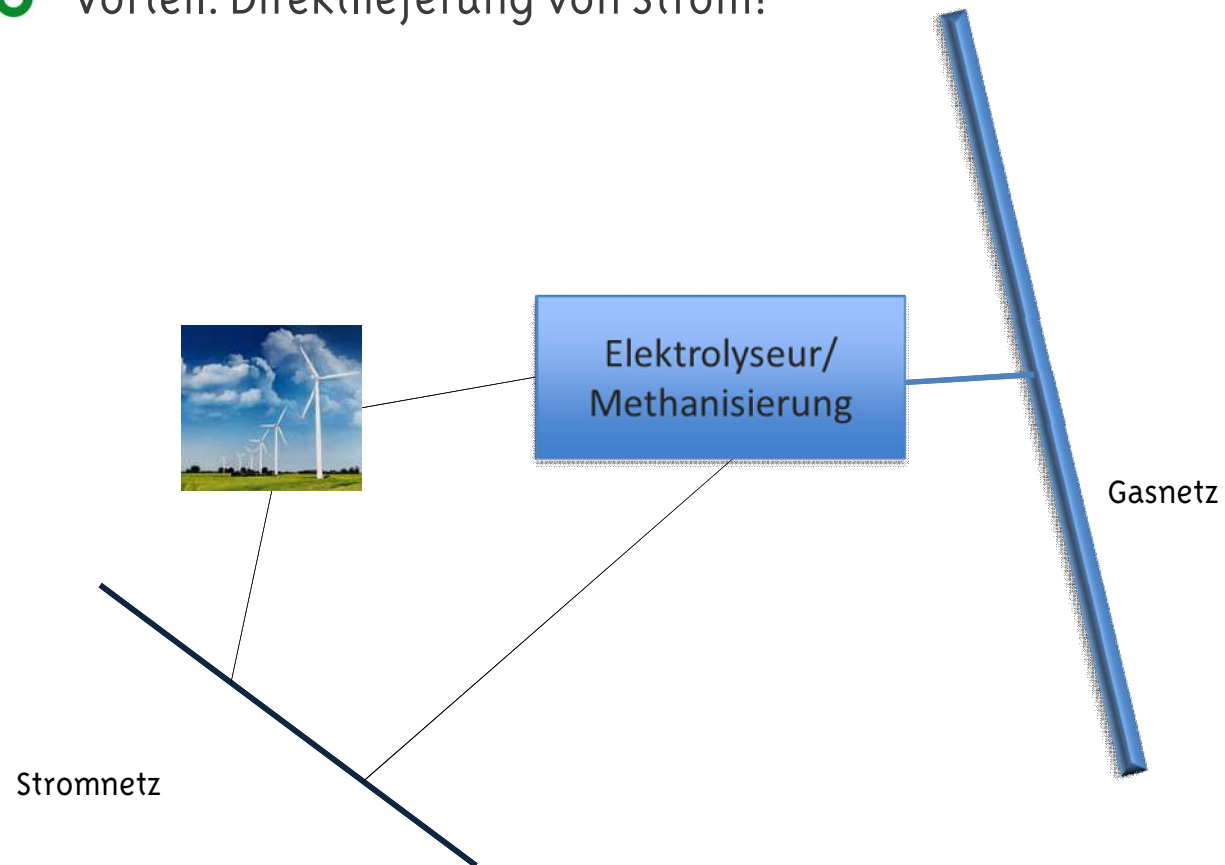 Vorteil: Direktlieferung von Strom!
Elektrolyseur/
Methanisierung
Gasnetz
Stromnetz